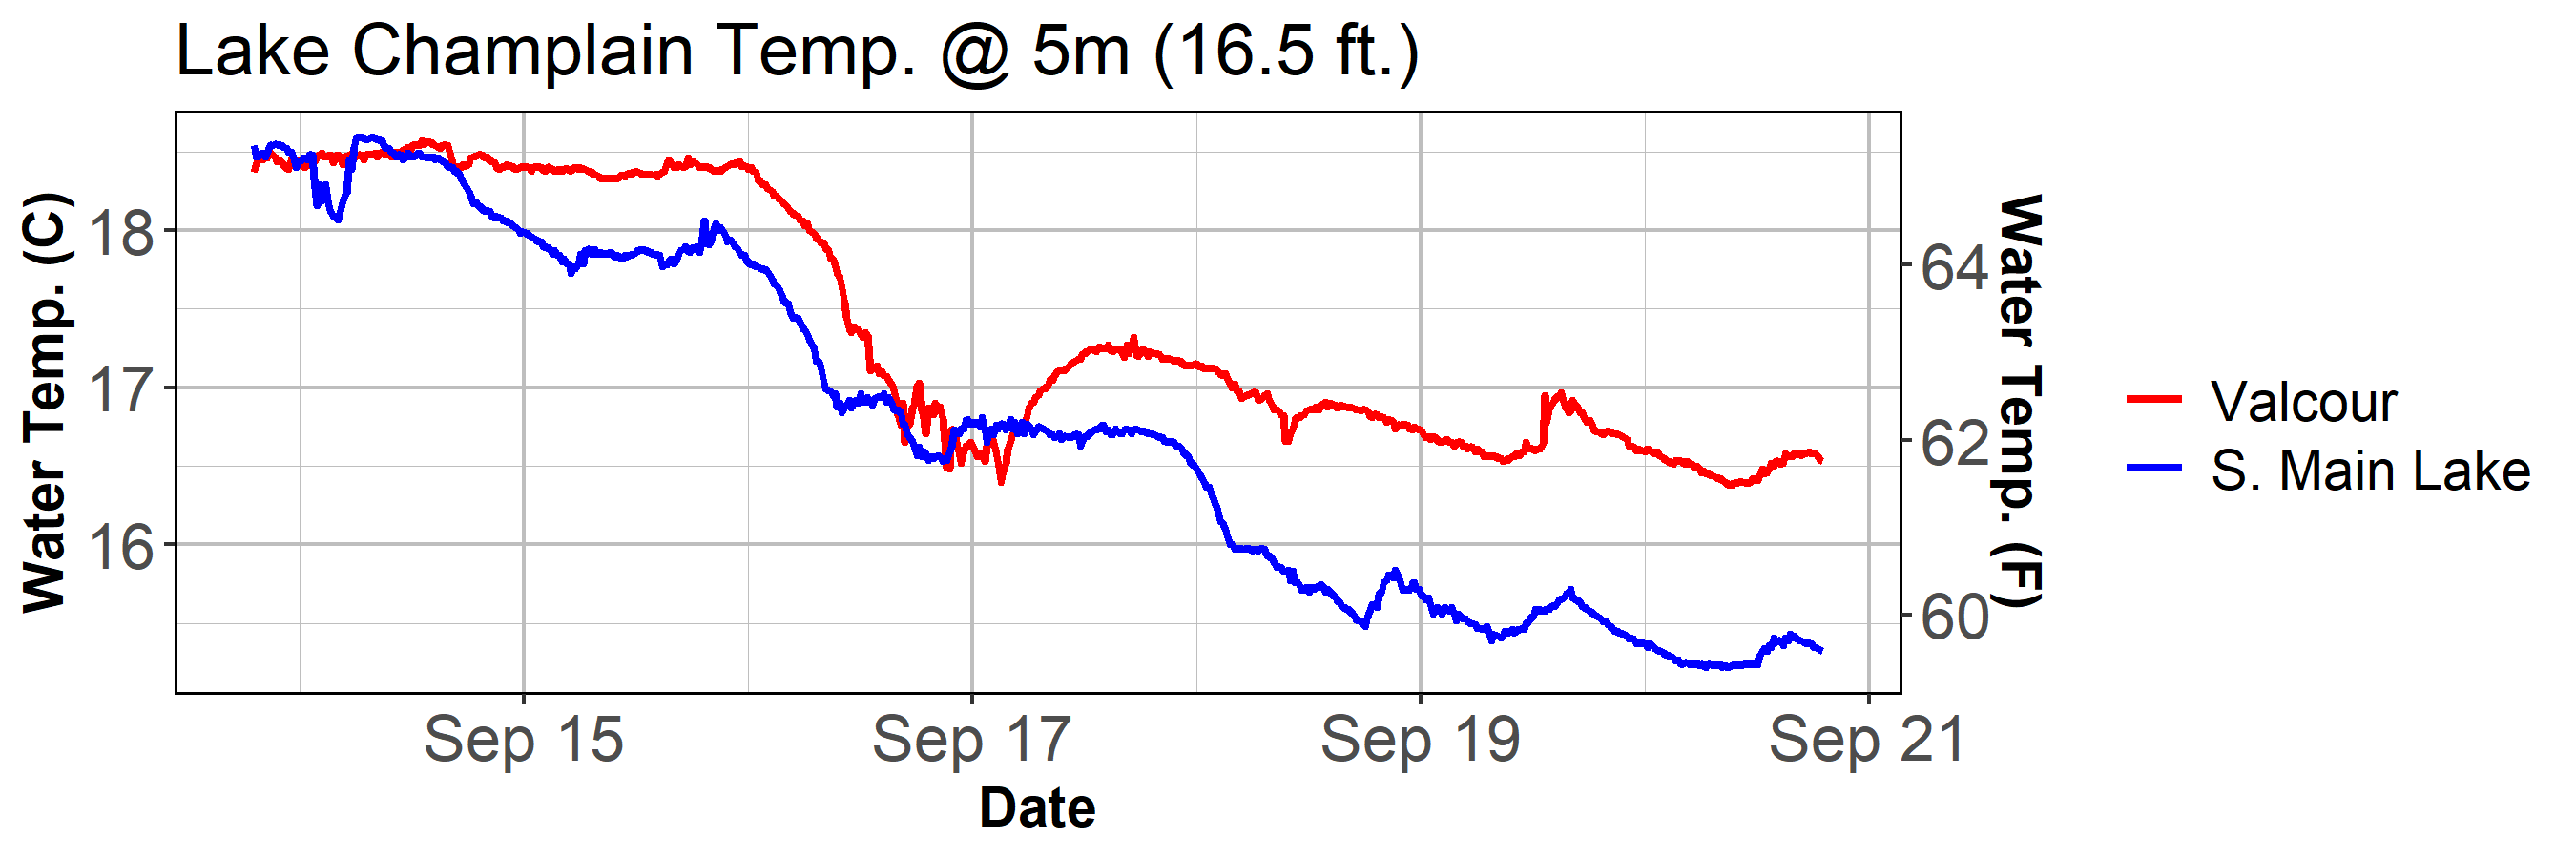 Lake Champlain Temp. @ 5m (16.5 ft.)
Water Temp. (C)
18
17
16
64
62
60
Water Temp. (F)
Sep 15
Sep 17
Sep 19
Sep 21
Date
Valcour
S. Main Lake